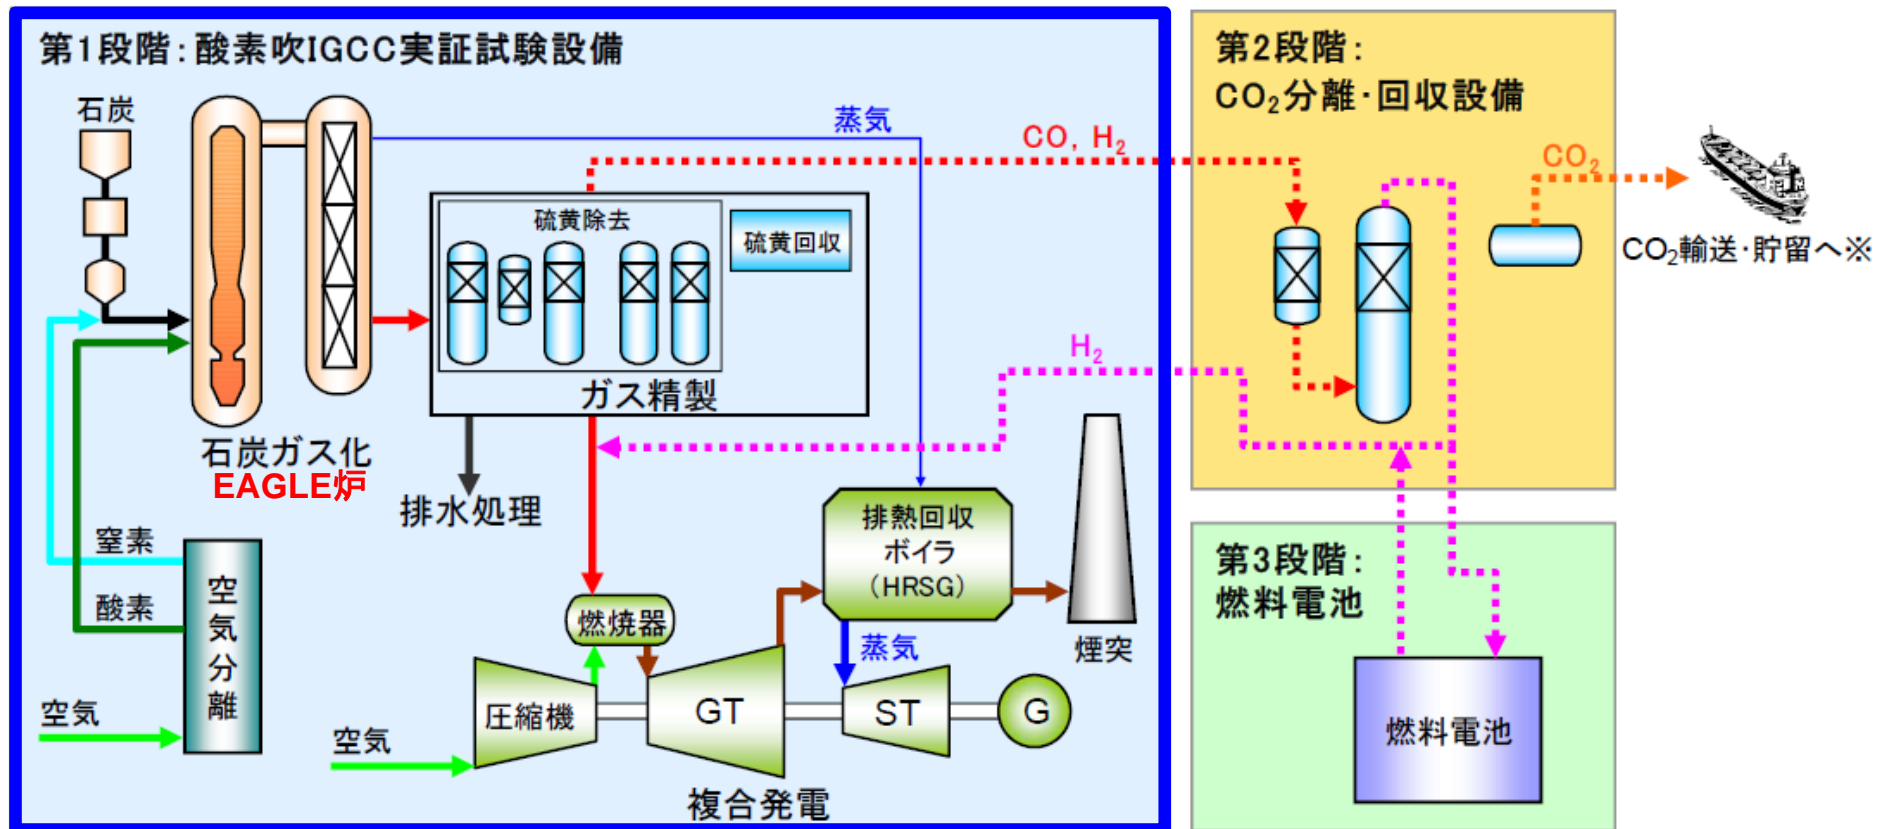 第1段階：酸素吹IGCC実証試験設備
石炭
蒸気
CO, H₂
硫黄除去
硫黄回収
ガス精製
石炭ガス化
EAGLE炉
排水処理
H₂
窒素
酸素
空気分離
空気
空気
燃焼器
圧縮機
GT
ST
G
複合発電
排熱回収
ボイラ
（HRSG）
蒸気
煙突
第2段階：
CO₂分離・回収設備
CO₂
CO₂輸送・貯留へ※
第3段階：
燃料電池
燃料電池